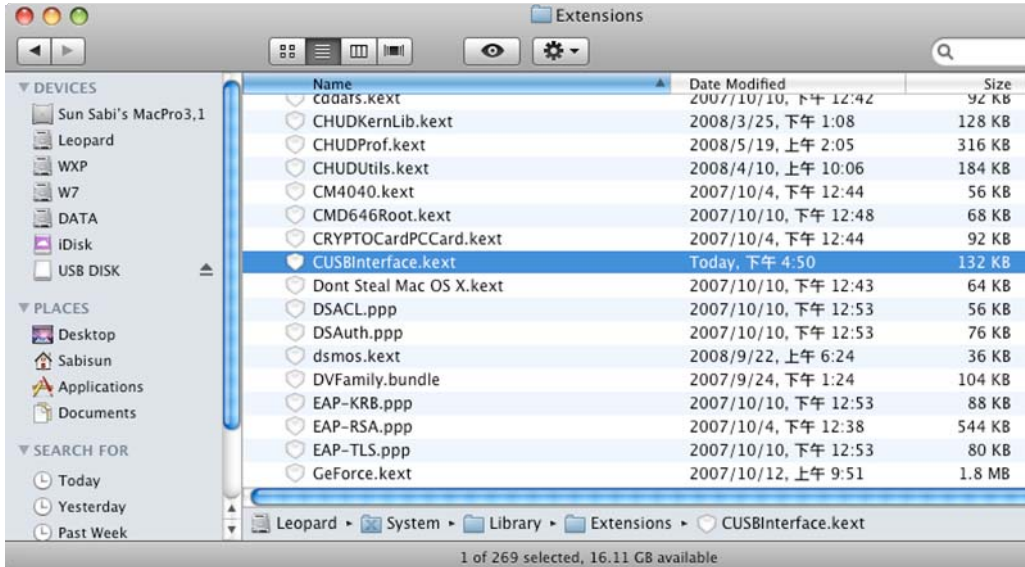 Extensions
DEVICES
Sun Sabi's MacPro3,1
Leopard
WXP
W7
DATA
iDisk
USB DISK
PLACES
Desktop
Sabisun
Applications
Documents
SEARCH FOR
Today
Yesterday
Past Week
Name Date Modified Size
cddafs.kext 2007/10/10, 下午 12:42 92 KB
CHUDKernLib.kext 2008/3/25, 下午 1:08 128 KB
CHUDProf.kext 2008/5/19, 上午 2:05 316 KB
CHUDUtils.kext 2008/4/10, 上午 10:06 184 KB
CM4040.kext 2007/10/4, 下午 12:44 56 KB
CMD646Root.kext 2007/10/10, 下午 12:48 68 KB
CRYPTOCardPCCard.kext 2007/10/4, 下午 12:44 92 KB
CUSBInterface.kext Today, 下午 4:50 132 KB
Dont Steal Mac OS X.kext 2007/10/10, 下午 12:43 64 KB
DSACL.ppp 2007/10/10, 下午 12:53 56 KB
DSAuth.ppp 2007/10/10, 下午 12:53 76 KB
dsmos.kext 2008/9/22, 上午 6:24 36 KB
DVFamily.bundle 2007/9/24, 下午 1:24 104 KB
EAP-KRB.ppp 2007/10/10, 下午 12:53 88 KB
EAP-RSA.ppp 2007/10/4, 下午 12:38 544 KB
EAP-TLS.ppp 2007/10/10, 下午 12:53 80 KB
GeForce.kext 2007/10/12, 上午 9:51 1.8 MB
Leopard ▸ System ▸ Library ▸ Extensions ▸ CUSBInterface.kext
1 of 269 selected, 16.11 GB available